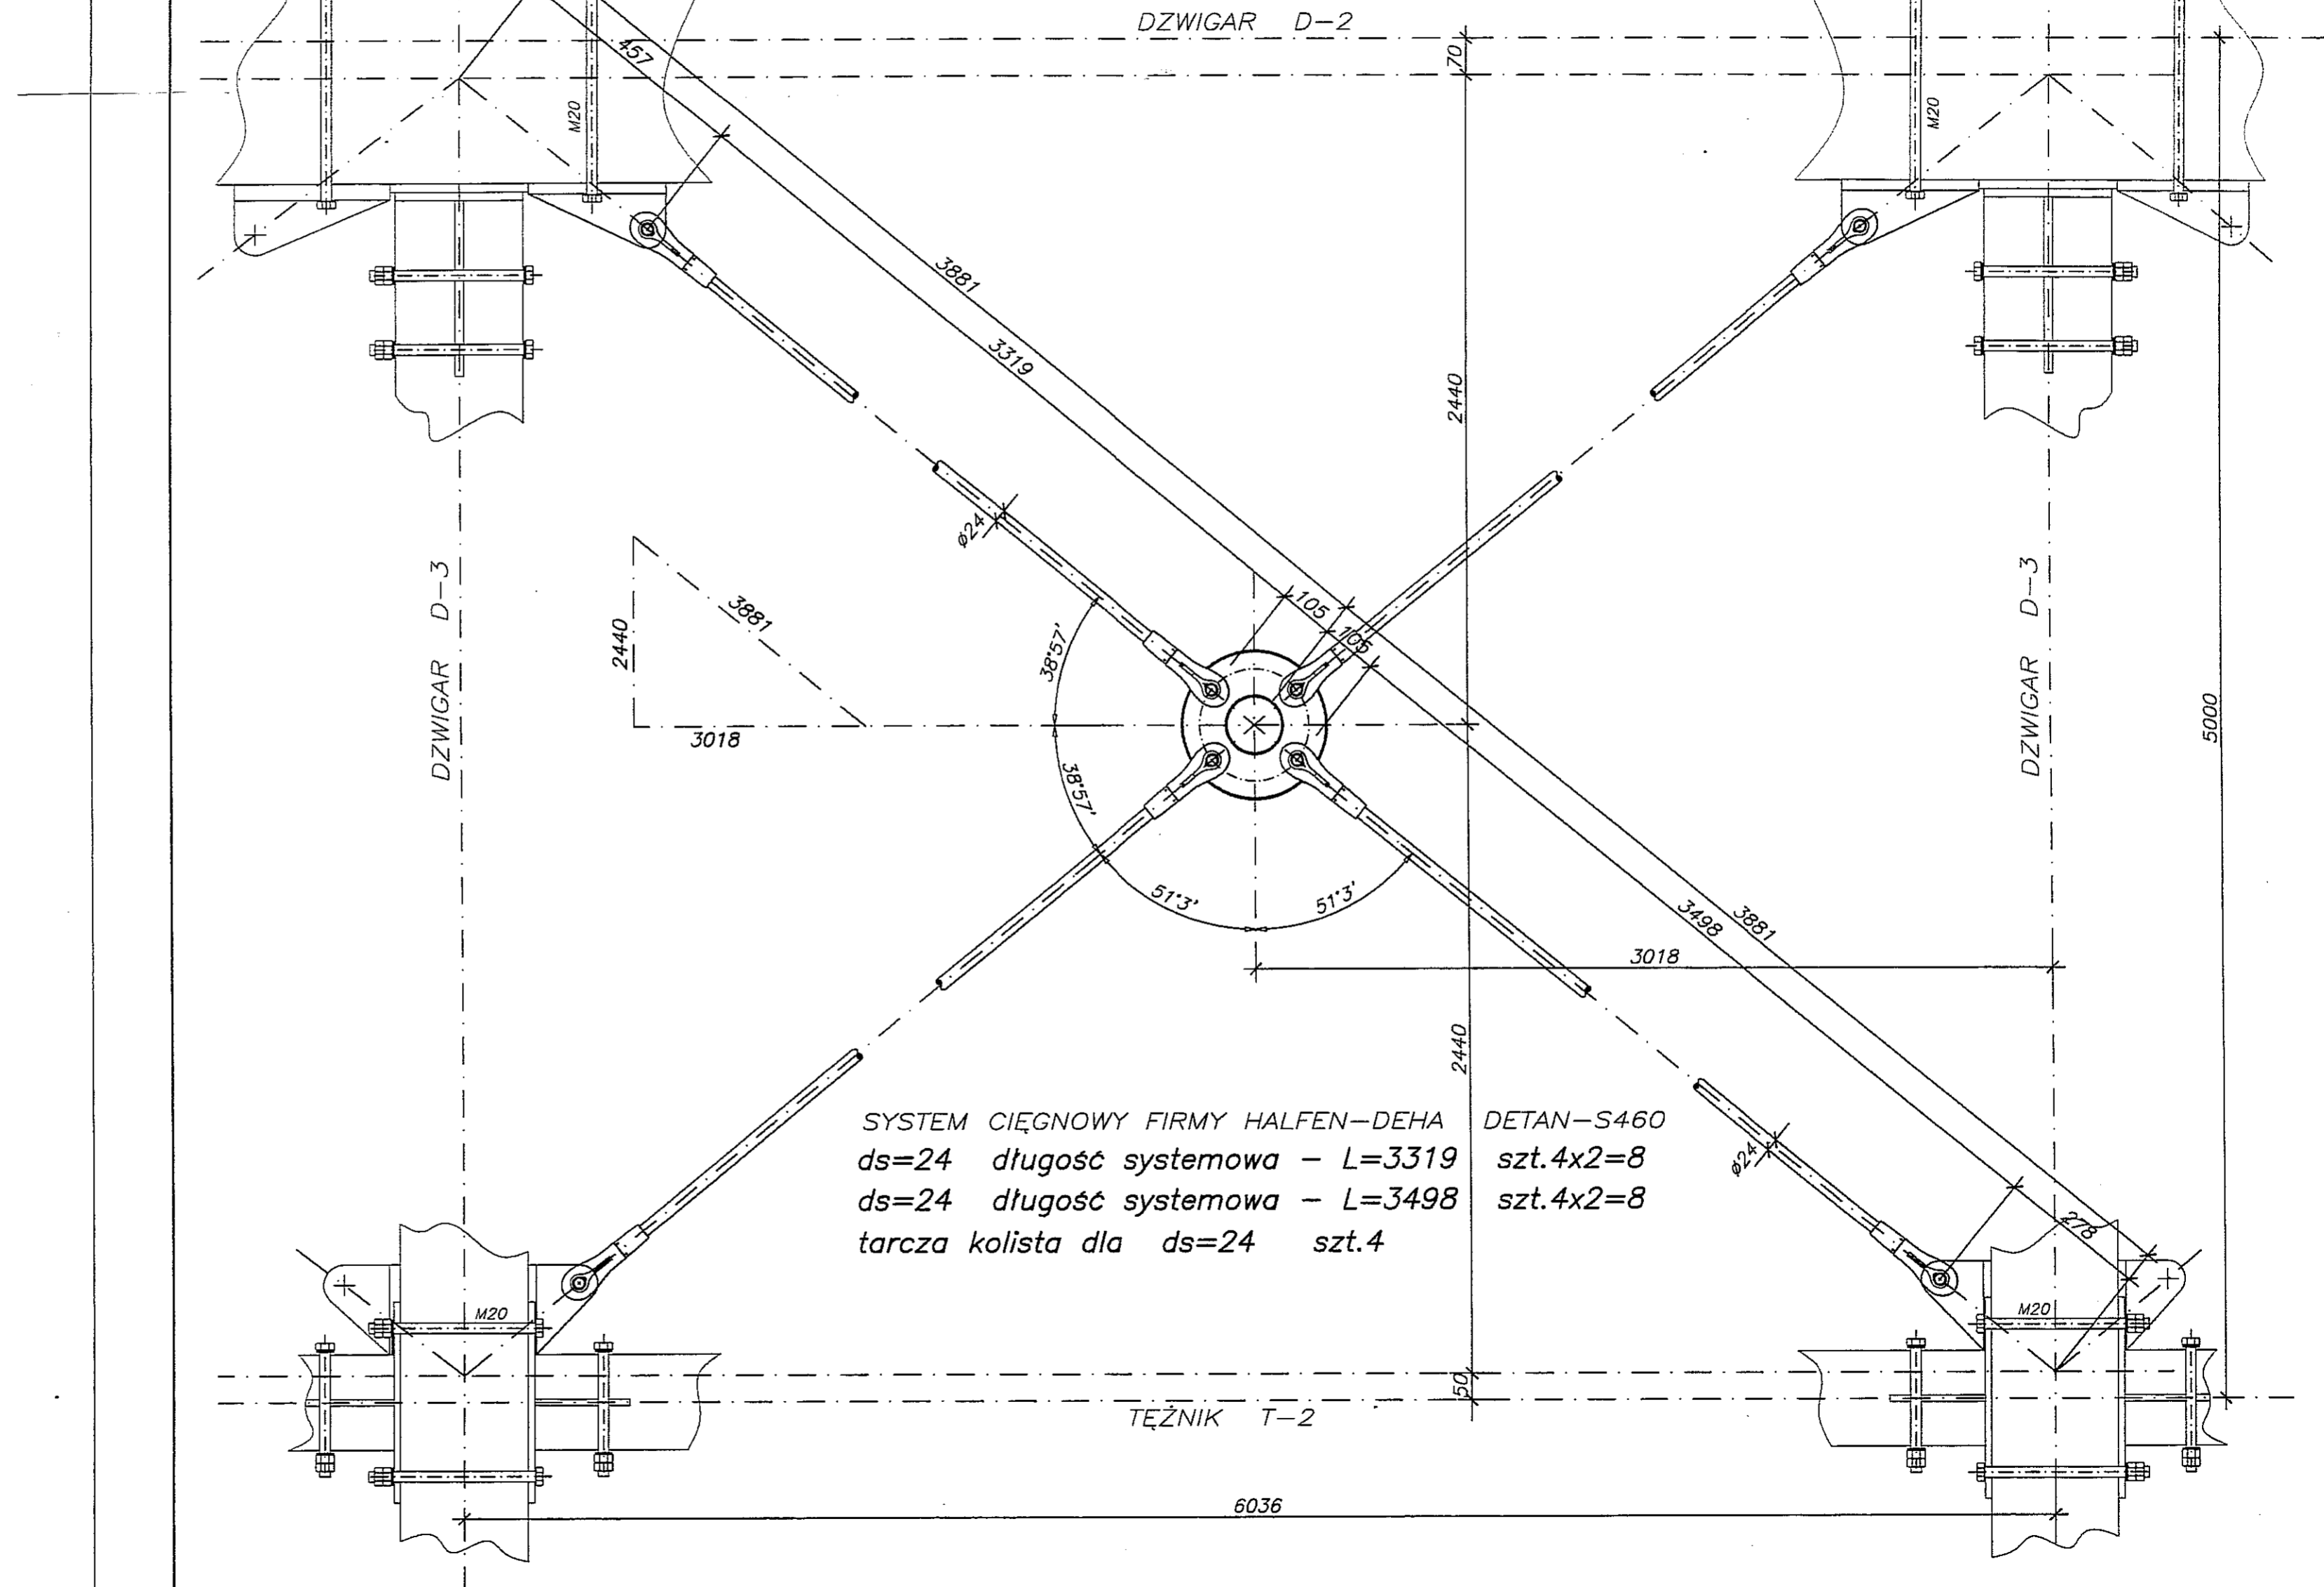 DZWIGAR D-2
457
70
M20
M20
3881
3319
2440
ø24
DZWIGAR D-3
DZWIGAR D-3
2440
3881
3018
38°57'
38°57'
105
105
5000
51°3'
51°3'
3498
3881
3018
2440
SYSTEM CIĘGNOWY FIRMY HALFEN-DEHA DETAN-S460
ds=24 długość systemowa - L=3319 szt.4x2=8
ds=24 długość systemowa - L=3498 szt.4x2=8
tarcza kolista dla ds=24 szt.4
ø24
278
M20
M20
50
TĘŻNIK T-2
6036